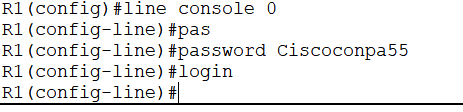 R1(config)#line console 0
R1(config-line)#pas
R1(config-line)#password Ciscoconpa55
R1(config-line)#login
R1(config-line)#